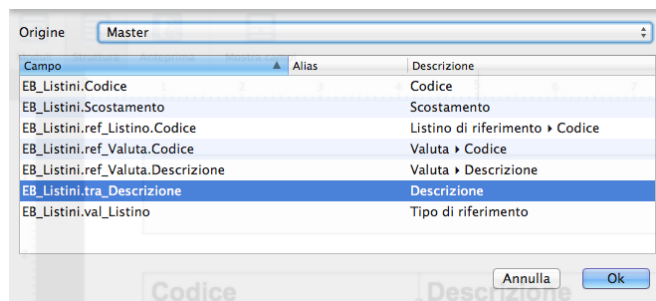 Origine Master
Campo Alias Descrizione
EB_Listini.Codice Codice
EB_Listini.Scostamento Scostamento
EB_Listini.ref_Listino.Codice Listino di riferimento ▸ Codice
EB_Listini.ref_Valuta.Codice Valuta ▸ Codice
EB_Listini.ref_Valuta.Descrizione Valuta ▸ Descrizione
EB_Listini.tra_Descrizione Descrizione
EB_Listini.val_Listino Tipo di riferimento
Annulla Ok
Codice Descrizione